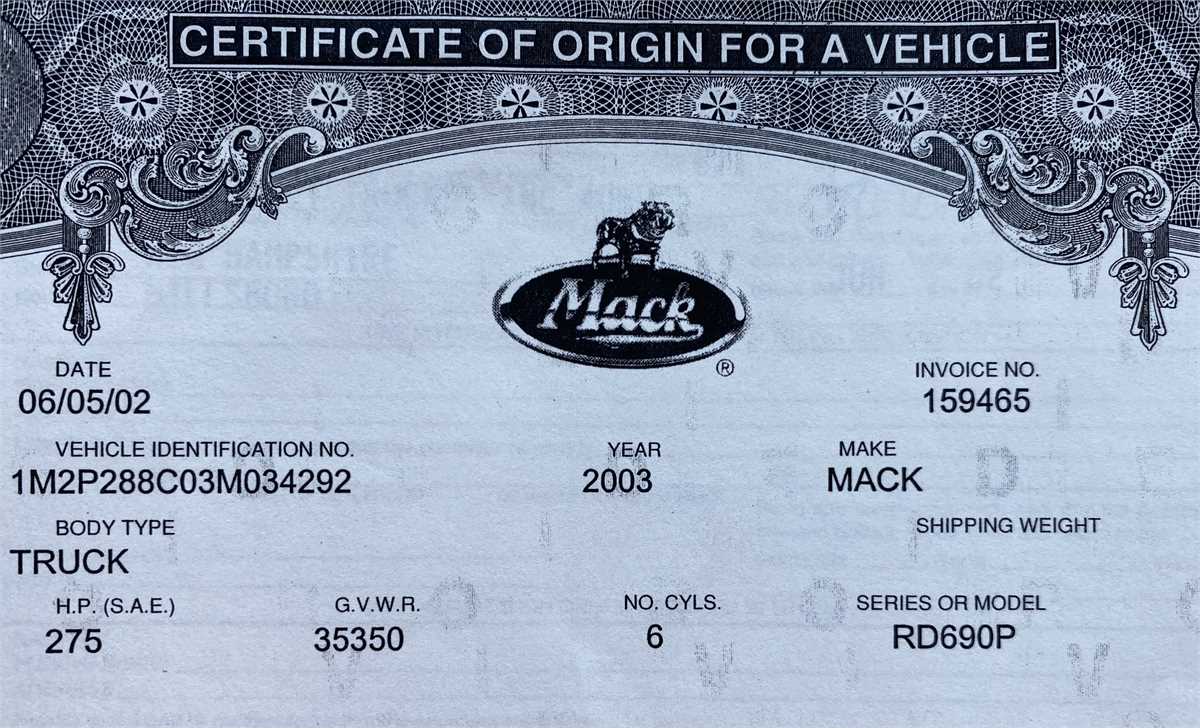 CERTIFICATE OF ORIGIN FOR A VEHICLE
Mack
®
DATE
INVOICE NO.
06/05/02
159465
VEHICLE IDENTIFICATION NO.
YEAR
MAKE
1M2P288C03M034292
2003
MACK
BODY TYPE
SHIPPING WEIGHT
TRUCK
H.P. (S.A.E.)
G.V.W.R.
NO. CYLS.
SERIES OR MODEL
275
35350
6
RD690P